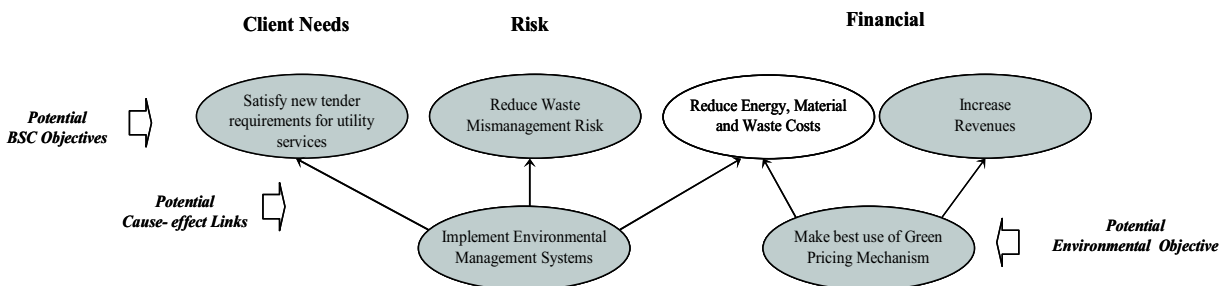 Client Needs
Risk
Financial
Potential
BSC Objectives
Satisfy new tender
requirements for utility
services
Reduce Waste
Mismanagement Risk
Reduce Energy, Material
and Waste Costs
Increase
Revenues
Potential
Cause- effect Links
Implement Environmental
Management Systems
Make best use of Green
Pricing Mechanism
Potential
Environmental Objective